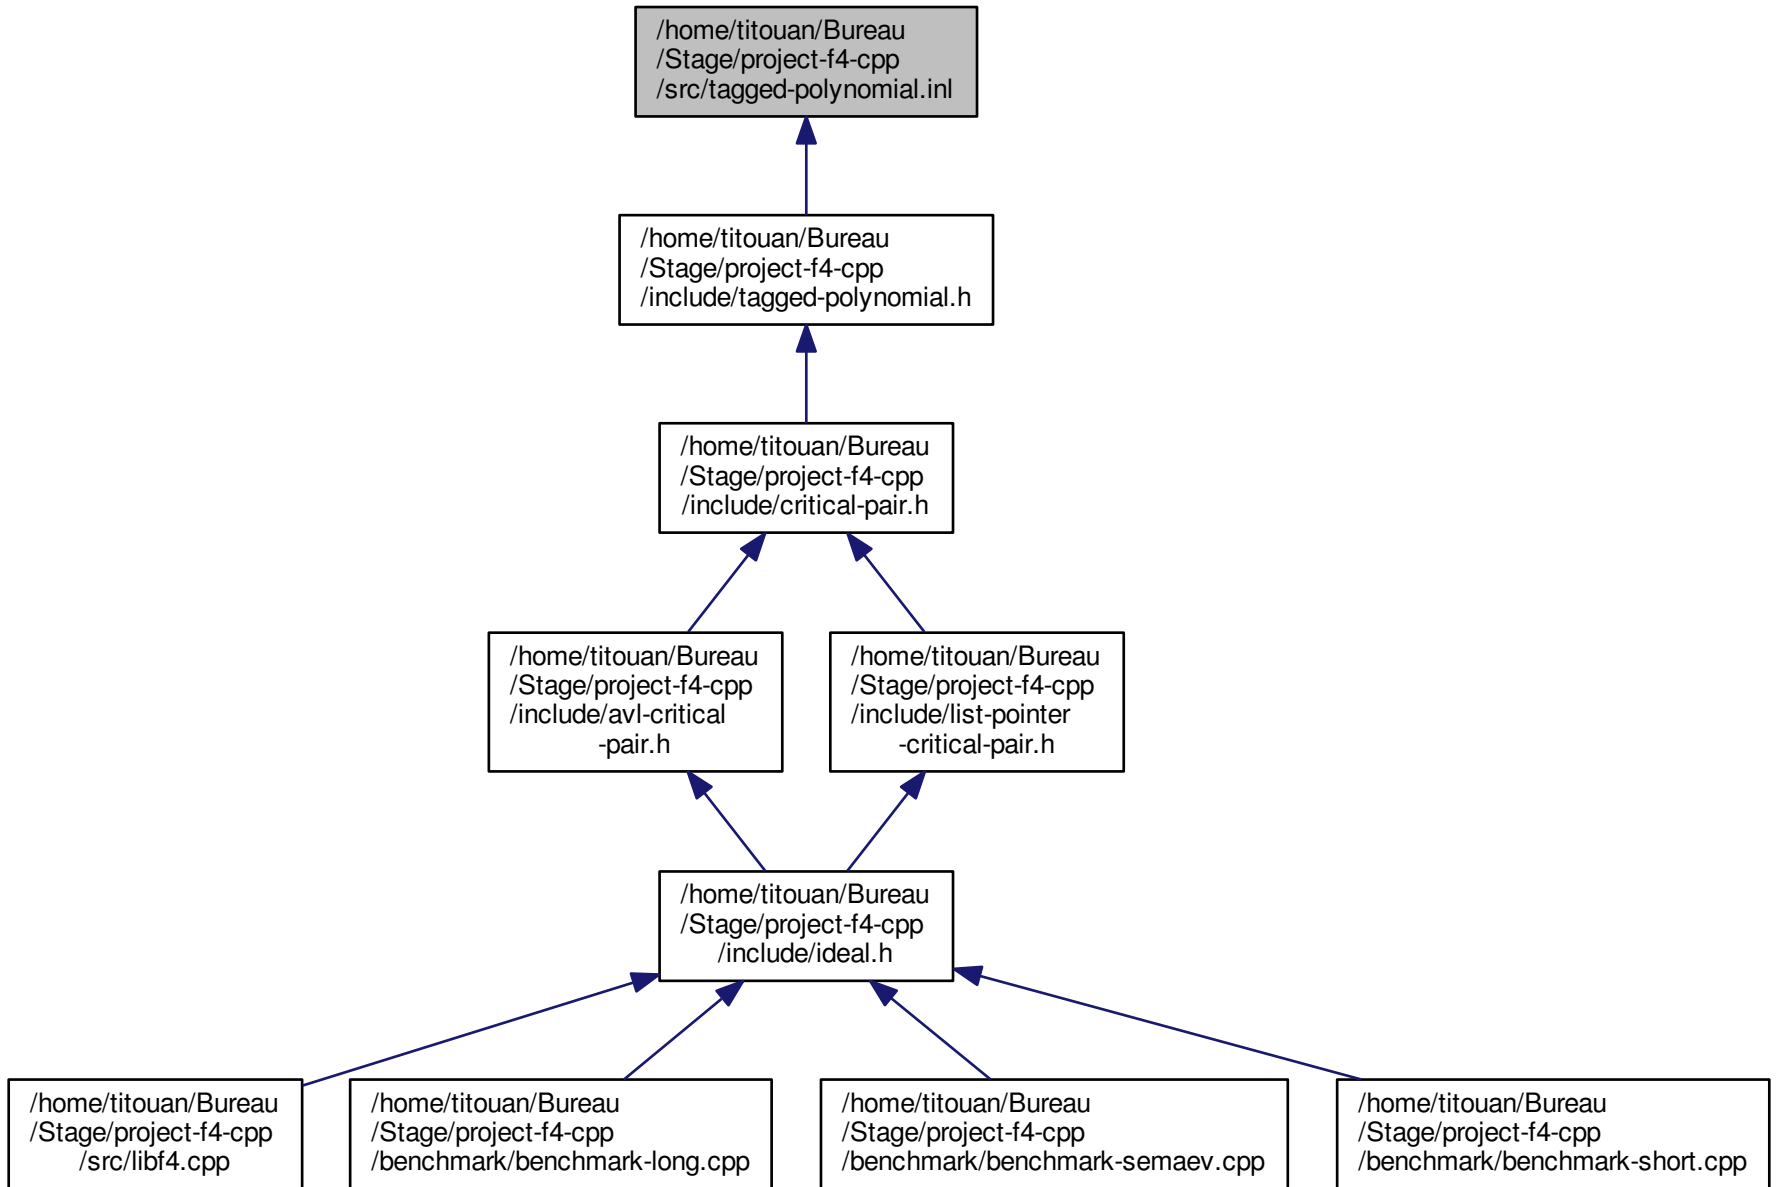 /home/titouan/Bureau
/Stage/project-f4-cpp
/src/tagged-polynomial.inl
/home/titouan/Bureau
/Stage/project-f4-cpp
/include/tagged-polynomial.h
/home/titouan/Bureau
/Stage/project-f4-cpp
/include/critical-pair.h
/home/titouan/Bureau
/Stage/project-f4-cpp
/include/avl-critical
-pair.h
/home/titouan/Bureau
/Stage/project-f4-cpp
/include/list-pointer
-critical-pair.h
/home/titouan/Bureau
/Stage/project-f4-cpp
/include/ideal.h
/home/titouan/Bureau
/Stage/project-f4-cpp
/src/libf4.cpp
/home/titouan/Bureau
/Stage/project-f4-cpp
/benchmark/benchmark-long.cpp
/home/titouan/Bureau
/Stage/project-f4-cpp
/benchmark/benchmark-semaev.cpp
/home/titouan/Bureau
/Stage/project-f4-cpp
/benchmark/benchmark-short.cpp